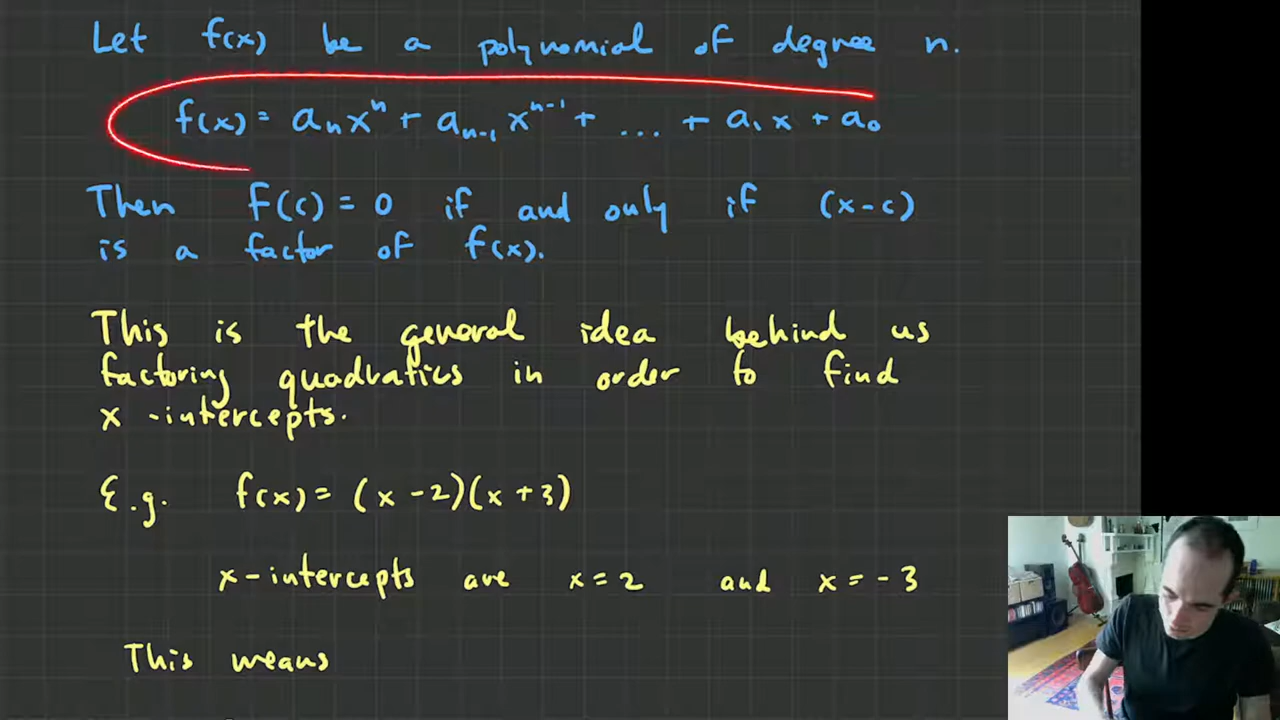 Let f(x) be a polynomial of degree n.
f(x) = aₙxⁿ + aₙ₋₁xⁿ⁻¹ + ... + a₁x + a₀
Then f(c) = 0 if and only if (x-c)
is a factor of f(x).
This is the general idea behind us
factoring quadratics in order to find
x-intercepts.
E.g. f(x) = (x-2)(x+3)
x-intercepts are x=2 and x=-3
This means